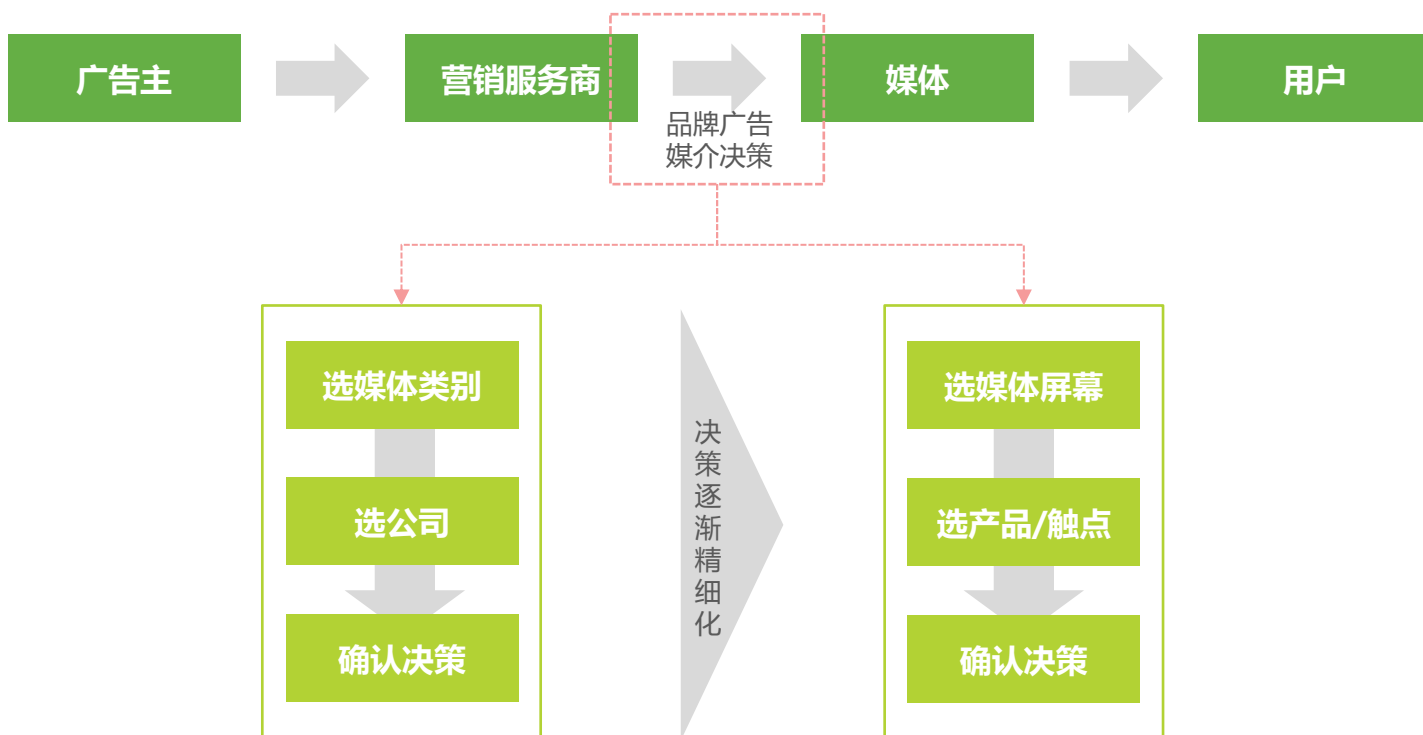 广告主
营销服务商
媒体
用户
品牌广告
媒介决策
选媒体类别
选公司
确认决策
决策逐渐精细化
选媒体屏幕
选产品/触点
确认决策